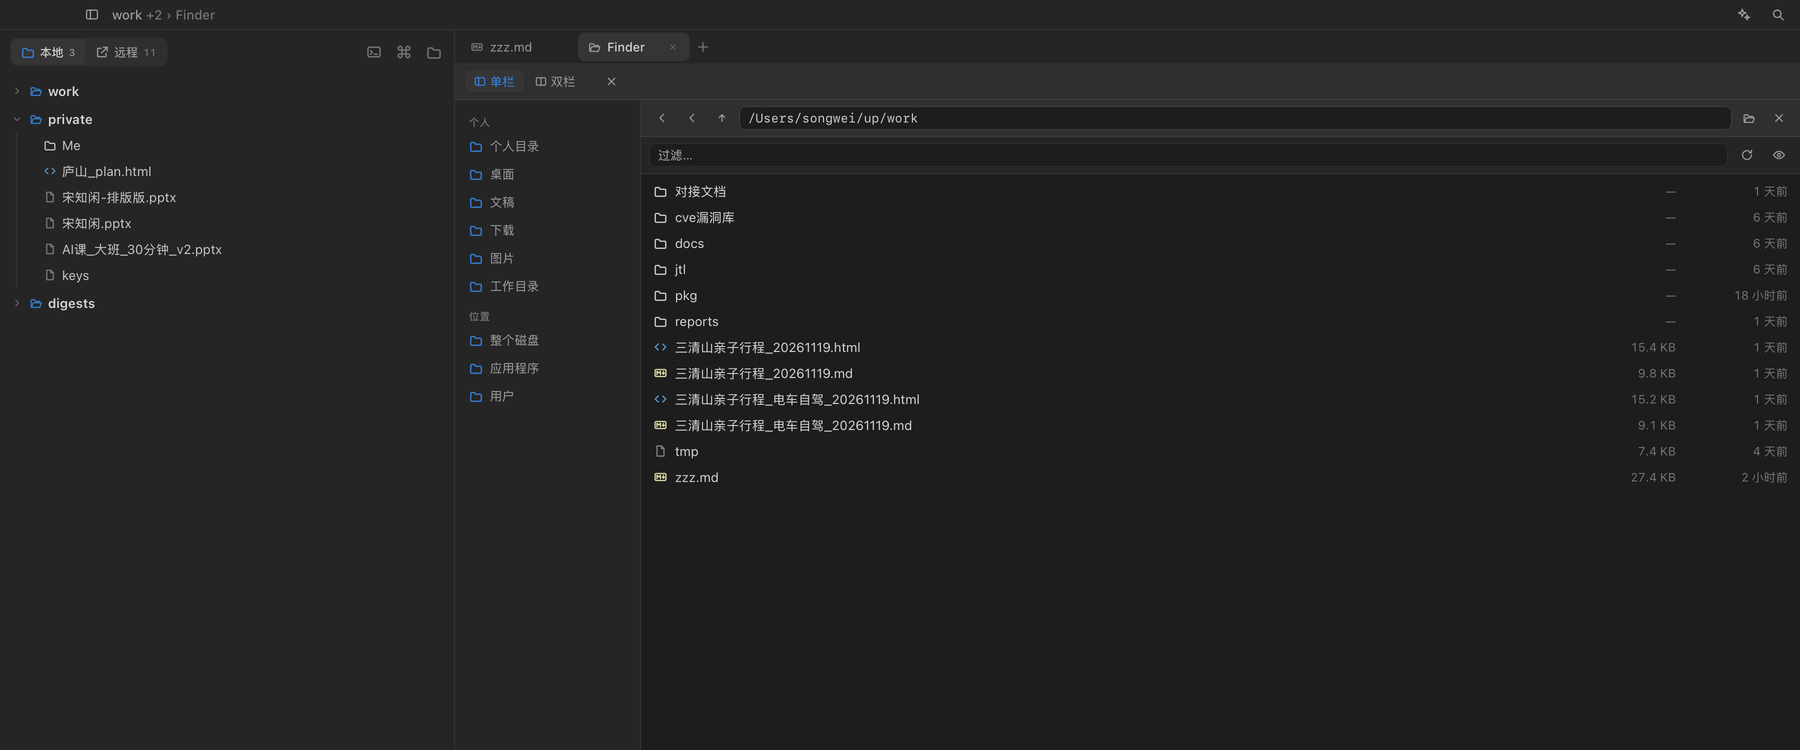 work +2 › Finder
本地 3 远程 11
work
private
Me
庐山_plan.html
宋知闲-排版版.pptx
宋知闲.pptx
AI课_大班_30分钟_v2.pptx
keys
digests
zzz.md Finder
单栏 双栏
个人
个人目录
桌面
文稿
下载
图片
工作目录
位置
整个磁盘
应用程序
用户
/Users/songwei/up/work
过滤...
对接文档 — 1 天前
cve漏洞库 — 6 天前
docs — 6 天前
jtl — 6 天前
pkg — 18 小时前
reports — 1 天前
三清山亲子行程_20261119.html 15.4 KB 1 天前
三清山亲子行程_20261119.md 9.8 KB 1 天前
三清山亲子行程_电车自驾_20261119.html 15.2 KB 1 天前
三清山亲子行程_电车自驾_20261119.md 9.1 KB 1 天前
tmp 7.4 KB 4 天前
zzz.md 27.4 KB 2 小时前